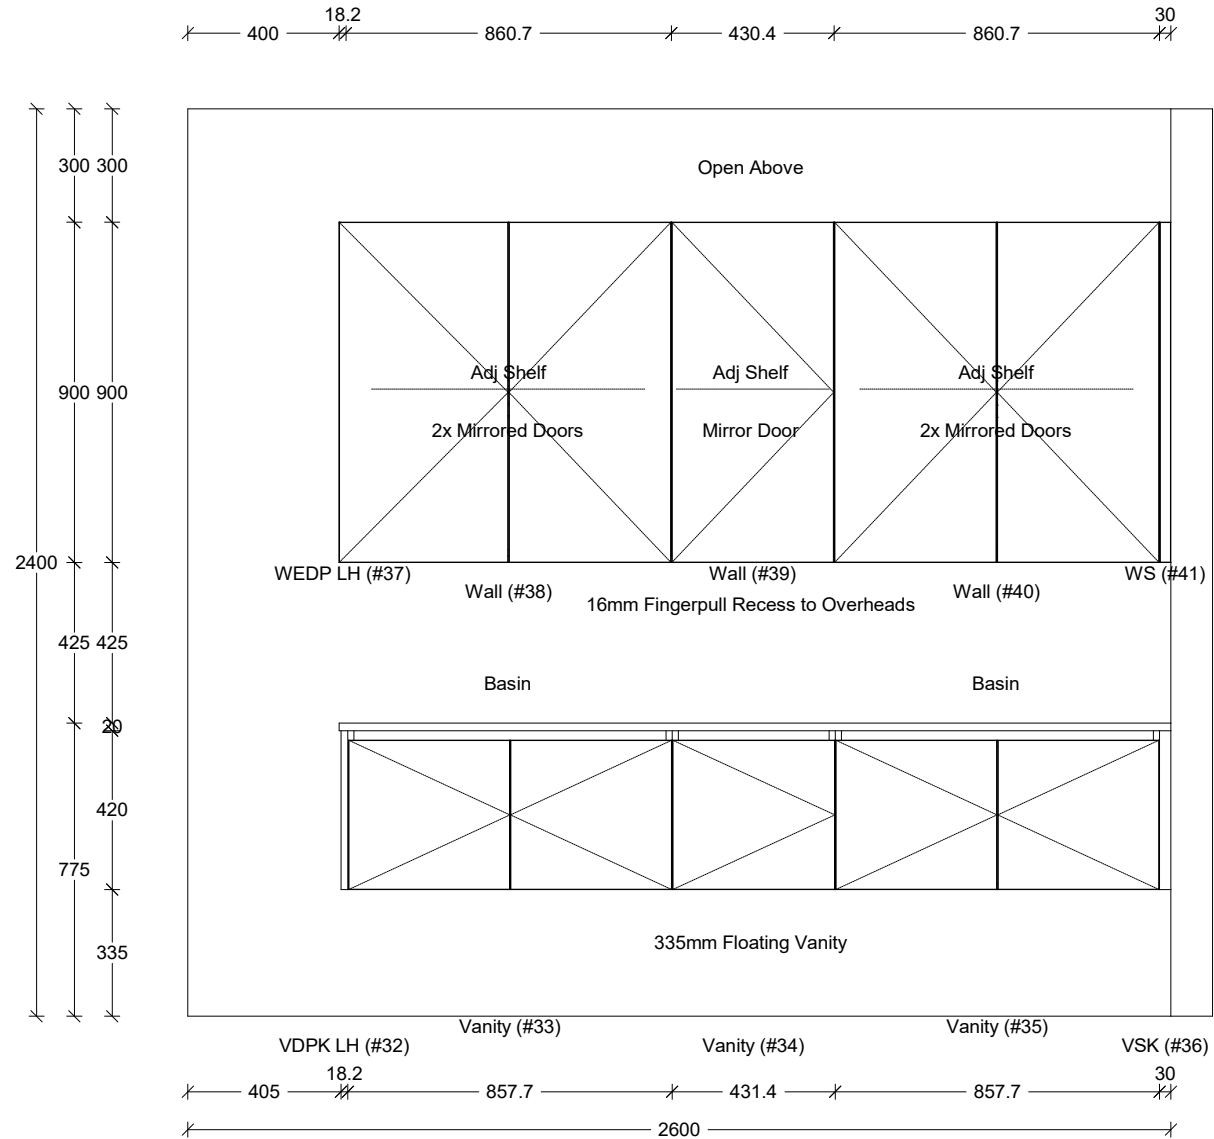 18.2
30
400
860.7
430.4
860.7
300
300
Open Above
900
900
Adj Shelf
Adj Shelf
Adj Shelf
2x Mirrored Doors
Mirror Door
2x Mirrored Doors
2400
WEDP LH (#37)
Wall (#39)
WS (#41)
Wall (#38)
Wall (#40)
16mm Fingerpull Recess to Overheads
425
425
Basin
Basin
20
420
775
335
335mm Floating Vanity
Vanity (#33)
Vanity (#35)
VDPK LH (#32)
Vanity (#34)
VSK (#36)
18.2
30
405
857.7
431.4
857.7
2600